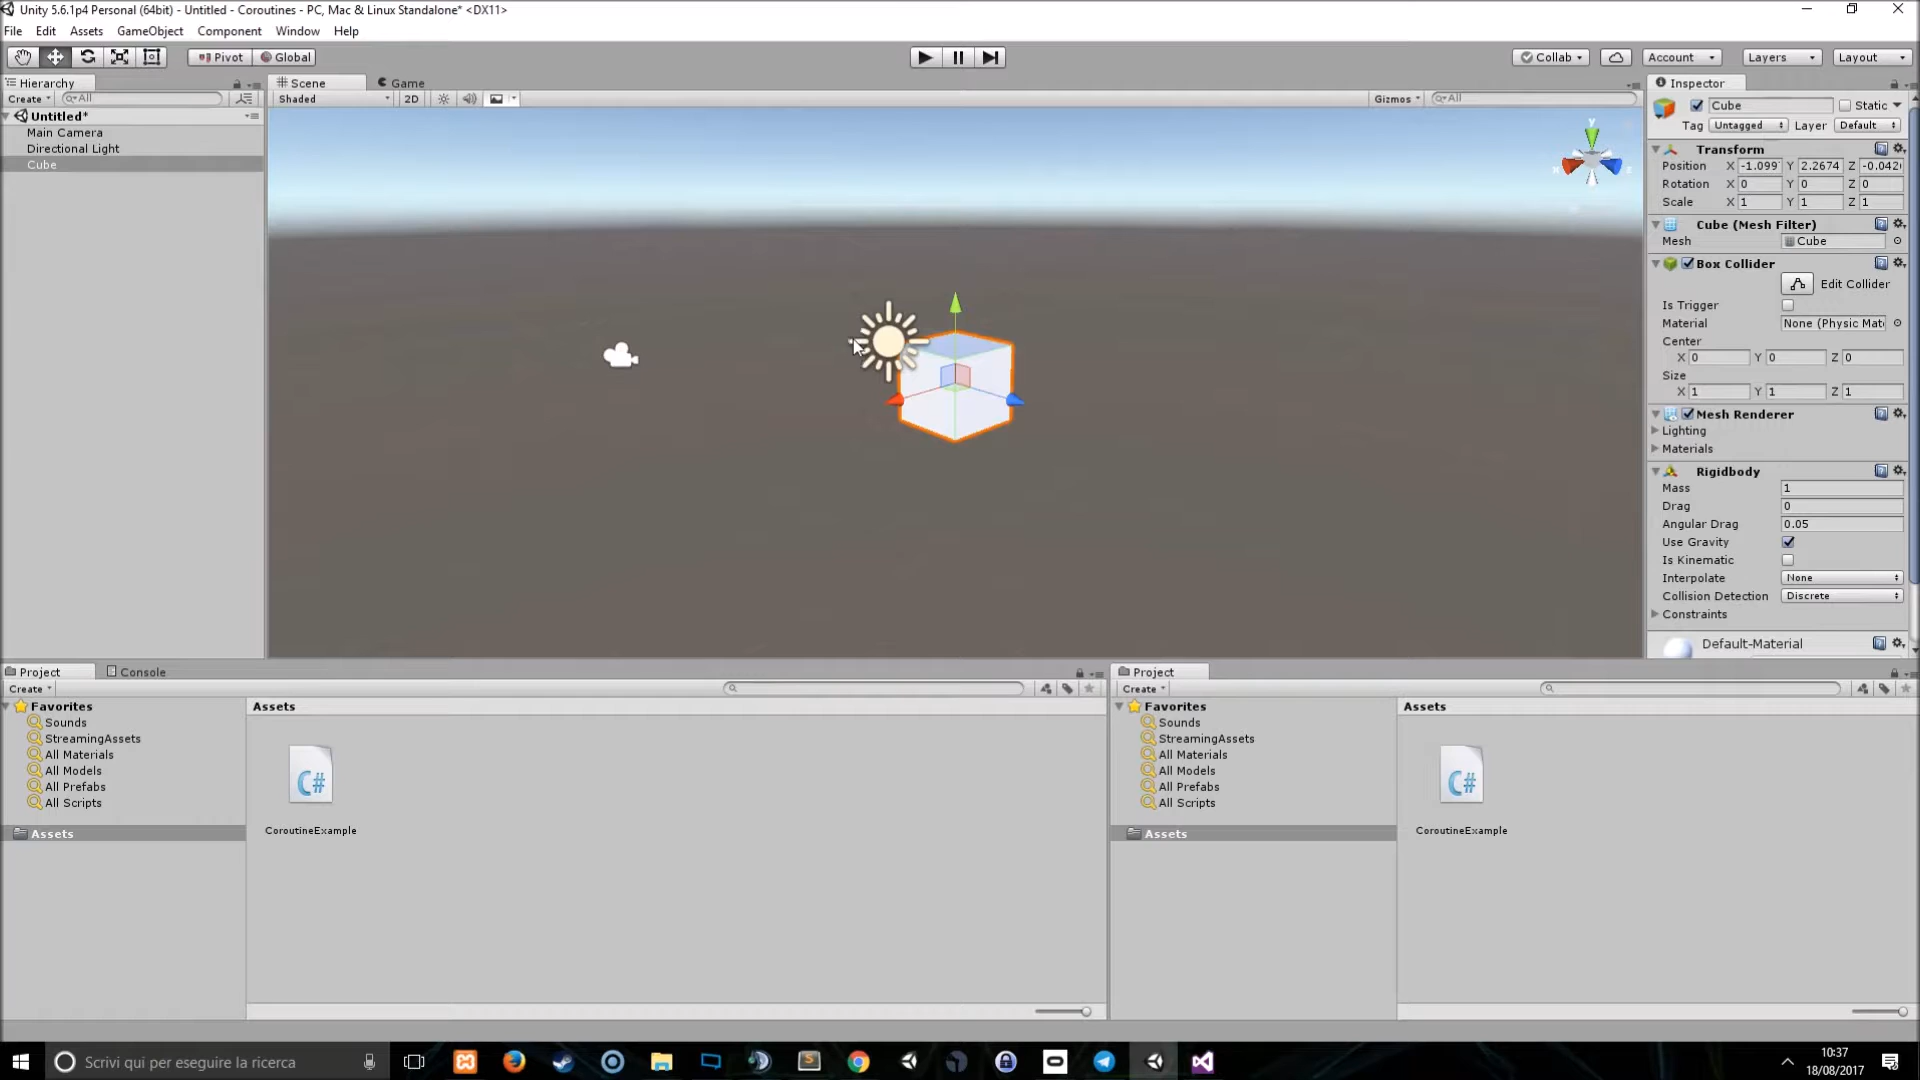 Unity 5.6.1p4 Personal (64bit) - Untitled - Coroutines - PC, Mac & Linux Standalone* <DX11>
File Edit Assets GameObject Component Window Help
Pivot Global Collab Account Layers Layout
Hierarchy
Create All
Untitled*
Main Camera
Directional Light
Cube
Scene Game
Shaded 2D Gizmos All
y
Inspector
Cube Static
Tag Untagged Layer Default
Transform
Position X -1.099 Y 2.2674 Z -0.042
Rotation X 0 Y 0 Z 0
Scale X 1 Y 1 Z 1
Cube (Mesh Filter)
Mesh Cube
Box Collider
Edit Collider
Is Trigger
Material None (Physic Mat
Center
X 0 Y 0 Z 0
Size
X 1 Y 1 Z 1
Mesh Renderer
Lighting
Materials
Rigidbody
Mass 1
Drag 0
Angular Drag 0.05
Use Gravity
Is Kinematic
Interpolate None
Collision Detection Discrete
Constraints
Default-Material
Project Console
Create
Favorites
Sounds
StreamingAssets
All Materials
All Models
All Prefabs
All Scripts
Assets
Assets
C#
CoroutineExample
Project
Create
Favorites
Sounds
StreamingAssets
All Materials
All Models
All Prefabs
All Scripts
Assets
Assets
C#
CoroutineExample
Scrivi qui per eseguire la ricerca
10:37
18/08/2017